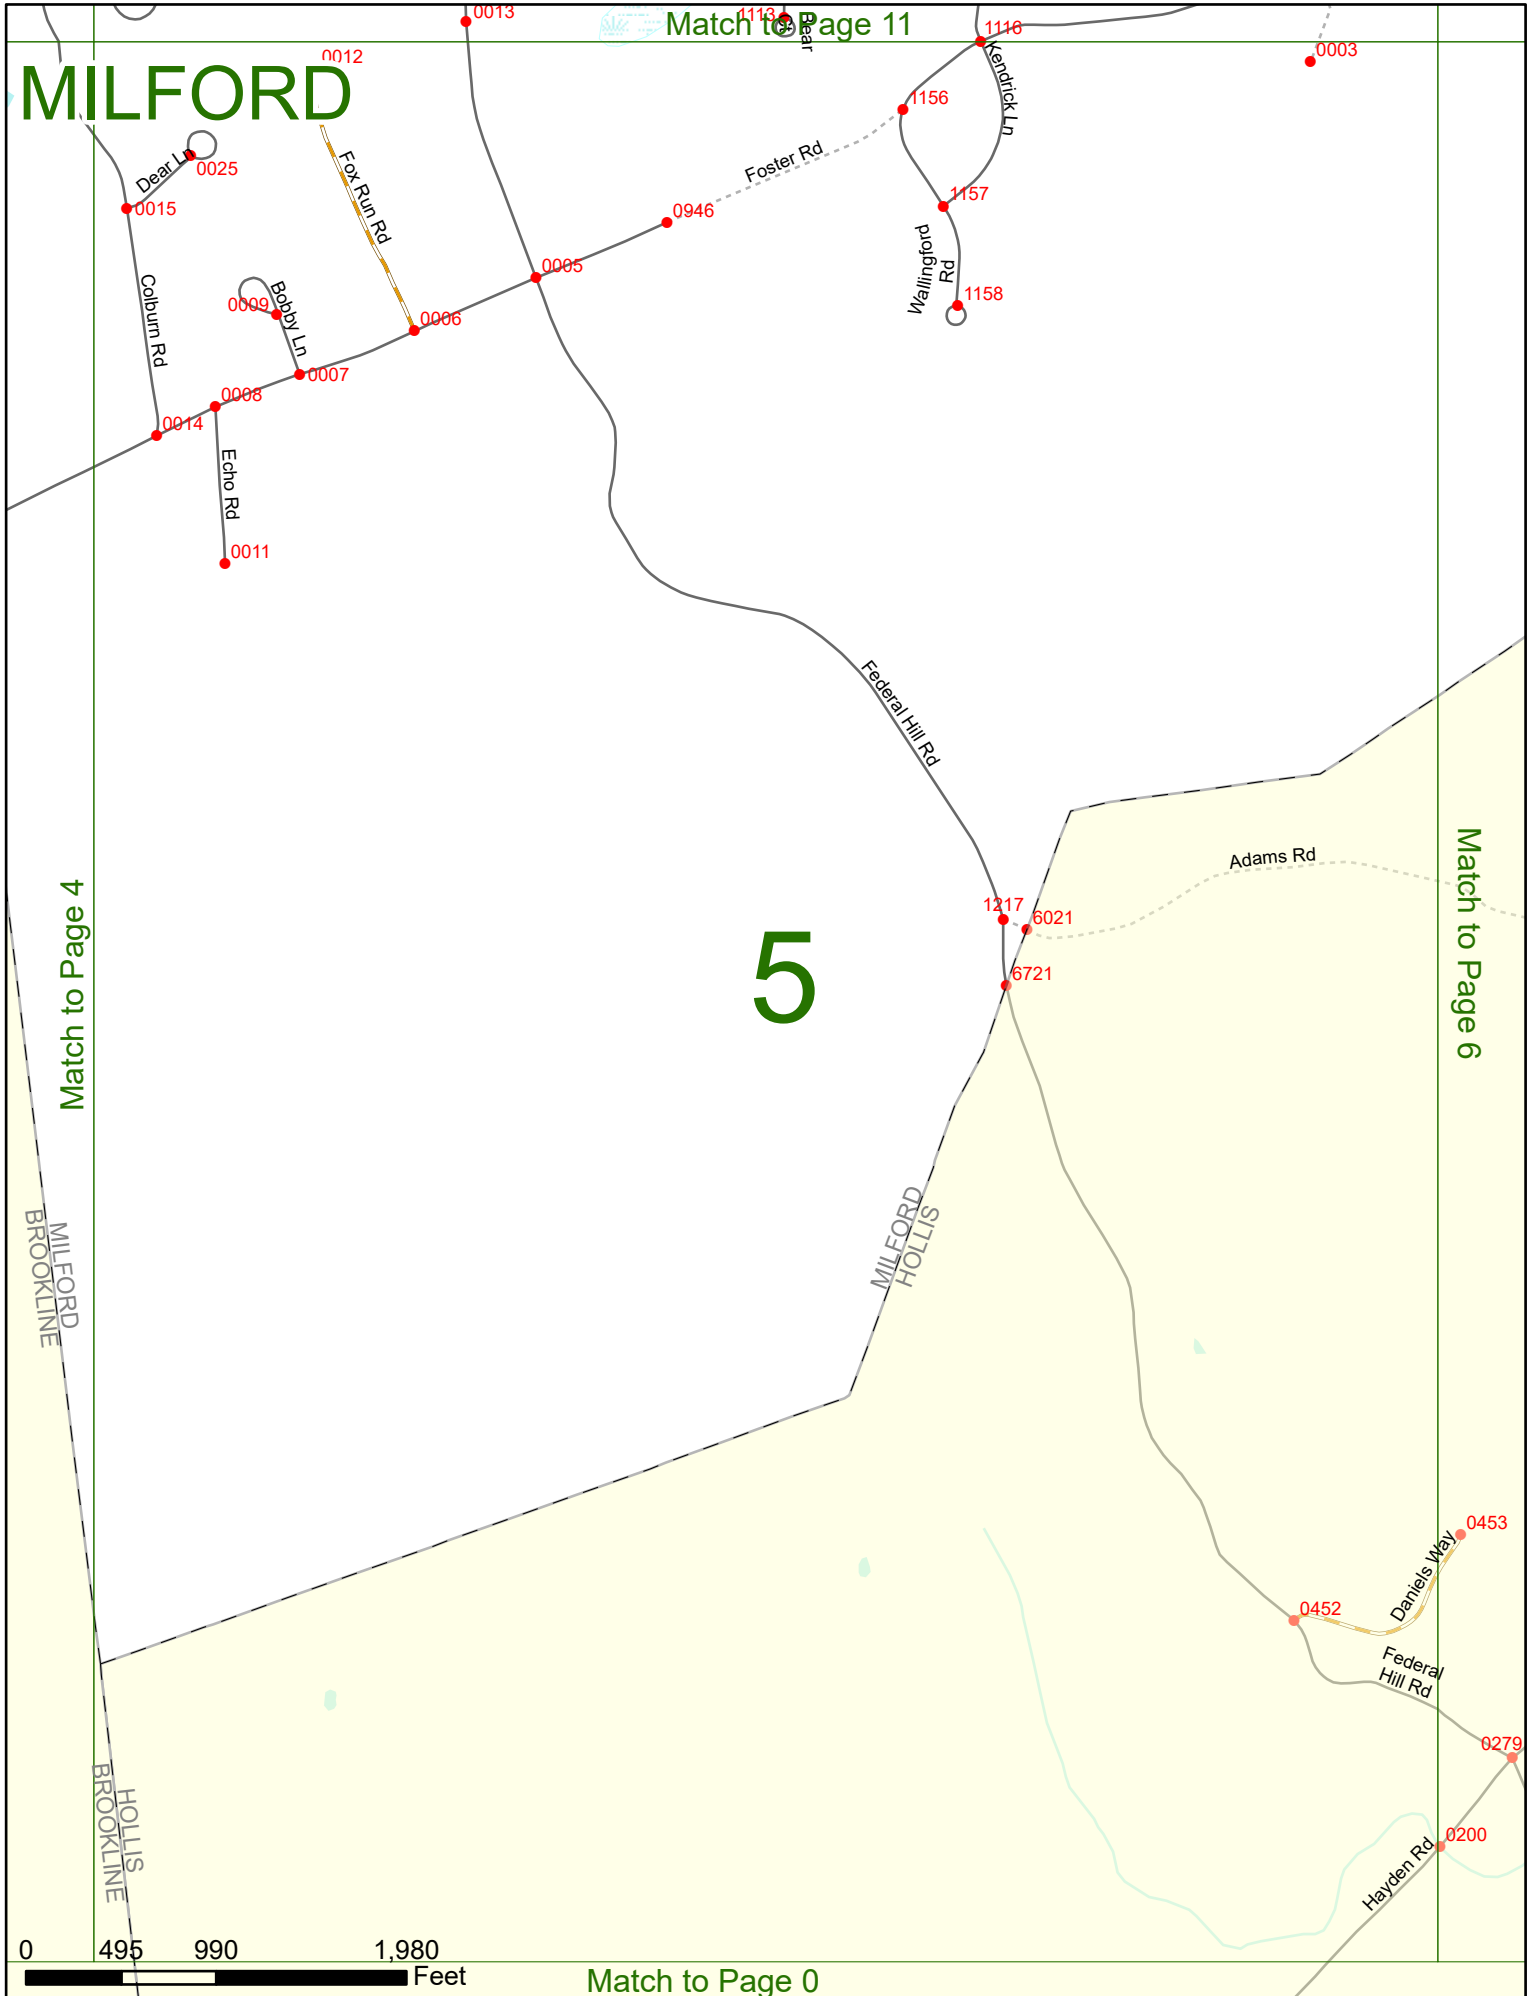 0013
1113
Bear
Ct
Match to Page 11
1116
0003
0012
MILFORD
Kendrick Ln
1156
Foster Rd
Dear Ln
0025
Fox Run Rd
0015
1157
0946
Wallingford
Rd
0005
Colburn Rd
Bobby Ln
0009
1158
0006
0007
0008
0014
Echo Rd
0011
Federal Hill Rd
Adams Rd
Match to Page 4
Match to Page 6
1217
6021
5
6721
MILFORD
HOLLIS
MILFORD
BROOKLINE
0453
Daniels Way
0452
Federal
Hill Rd
0279
HOLLIS
BROOKLINE
0200
Hayden Rd
0 495 990 1,980
Feet
Match to Page 0